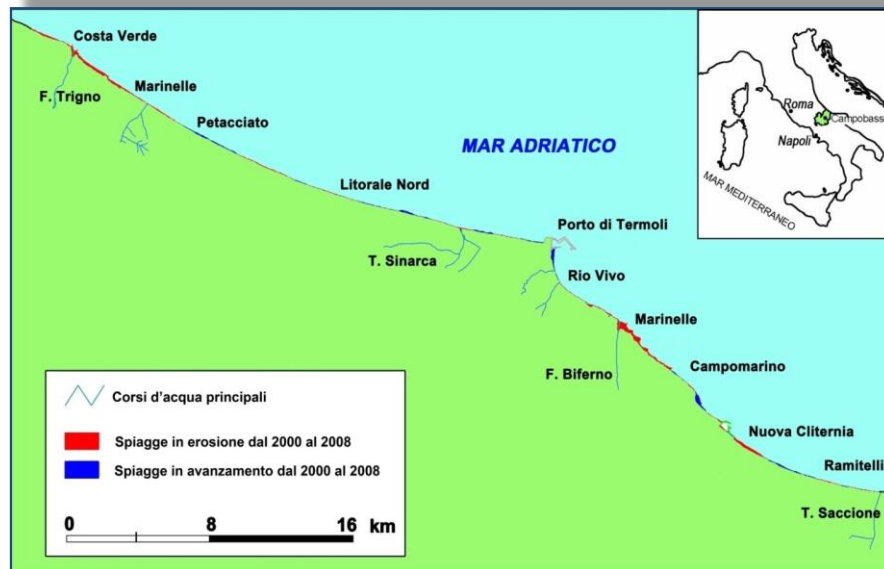 Costa Verde
F. Trigno
Marinelle
Petacciato
MAR ADRIATICO
Litorale Nord
Porto di Termoli
T. Sinarca
Rio Vivo
Marinelle
F. Biferno
Campomarino
Nuova Cliternia
Ramitelli
T. Saccione
Roma
Campobass
Napoli
MAR MEDITERRANEO
Corsi d'acqua principali
Spiagge in erosione dal 2000 al 2008
Spiagge in avanzamento dal 2000 al 2008
0 8 16 km